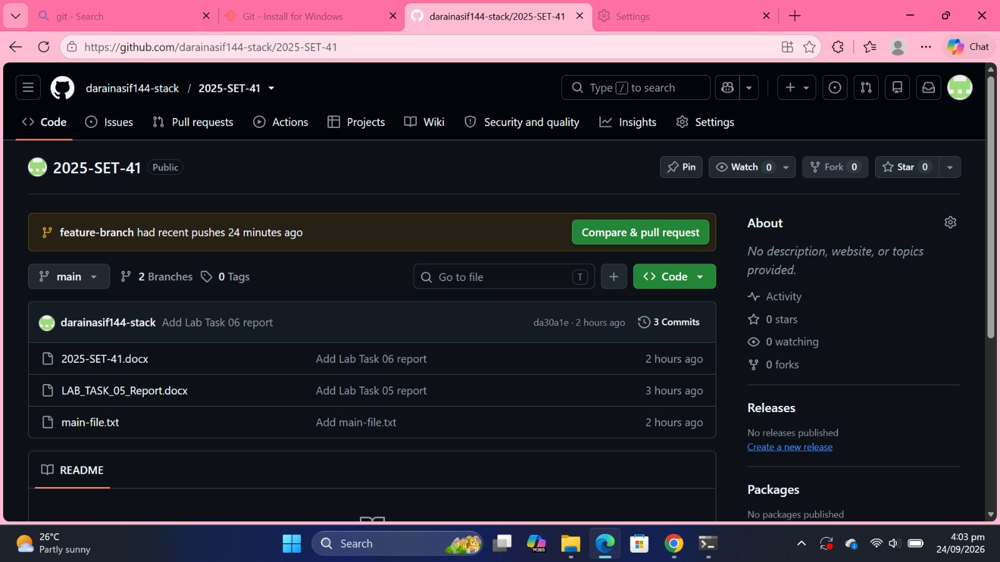 git - Search
Git - Install for Windows
darainasif144-stack/2025-SET-41
Settings
https://github.com/darainasif144-stack/2025-SET-41
Chat
darainasif144-stack / 2025-SET-41
Type / to search
Code
Issues
Pull requests
Actions
Projects
Wiki
Security and quality
Insights
Settings
2025-SET-41 Public
Pin
Watch 0
Fork 0
Star 0
feature-branch had recent pushes 24 minutes ago
Compare & pull request
main
2 Branches
0 Tags
Go to file T
Code
darainasif144-stack Add Lab Task 06 report da30a1e · 2 hours ago 3 Commits
2025-SET-41.docx Add Lab Task 06 report 2 hours ago
LAB_TASK_05_Report.docx Add Lab Task 05 report 3 hours ago
main-file.txt Add main-file.txt 2 hours ago
README
About
No description, website, or topics
provided.
Activity
0 stars
0 watching
0 forks
Releases
No releases published
Create a new release
Packages
No packages published
26°C
Partly sunny
Search
M365
4:03 pm
24/09/2026